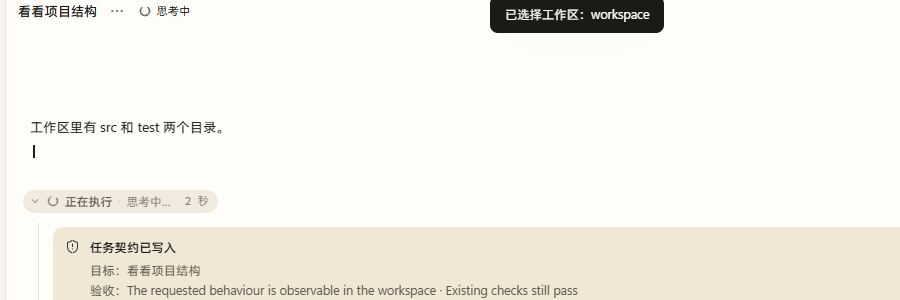 看看项目结构 ··· 思考中
已选择工作区：workspace
工作区里有 src 和 test 两个目录。
正在执行 · 思考中... 2 秒
任务契约已写入
目标：看看项目结构
验收：The requested behaviour is observable in the workspace · Existing checks still pass